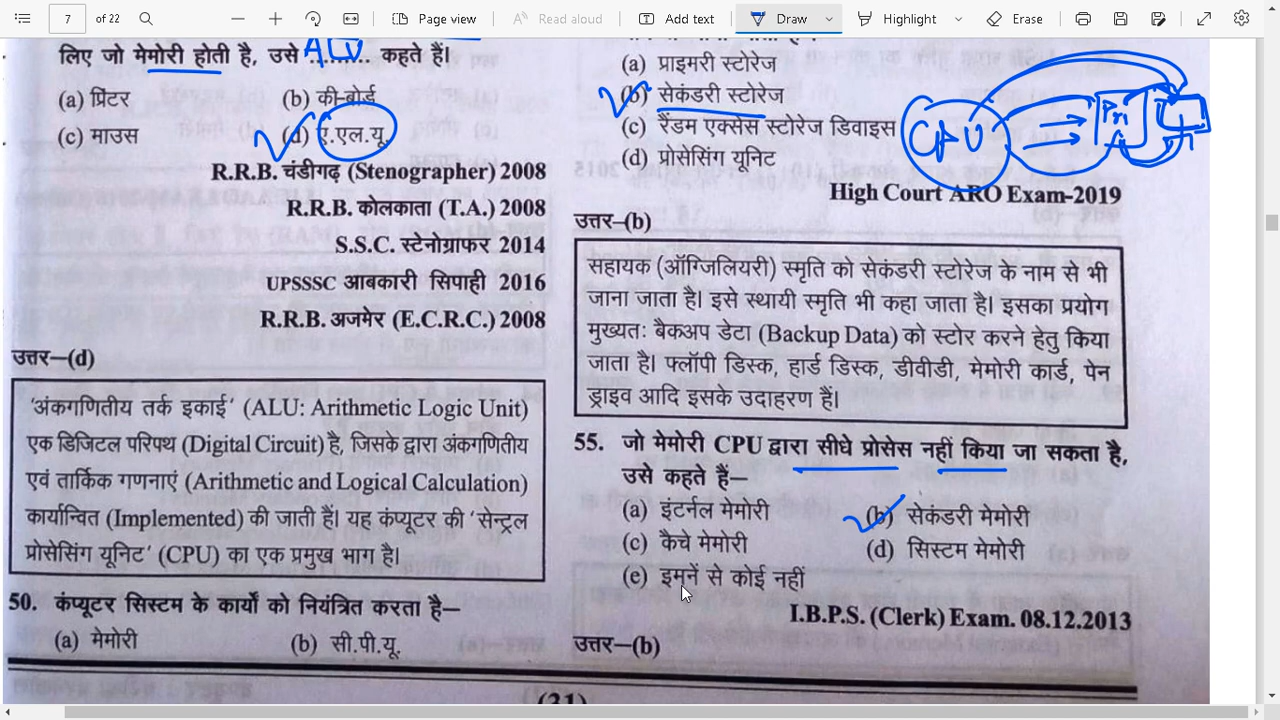 7 of 22
Page view
Read aloud
Add text
Draw
Highlight
Erase
लिए जो मेमोरी होती है, उसे ALU कहते हैं।
(a) प्रिंटर (b) की-बोर्ड
(c) माउस (d) ए.एल.यू.
R.R.B. चंडीगढ़ (Stenographer) 2008
R.R.B. कोलकाता (T.A.) 2008
S.S.C. स्टेनोग्राफर 2014
UPSSSC आबकारी सिपाही 2016
R.R.B. अजमेर (E.C.R.C.) 2008
उत्तर—(d)
‘अंकगणितीय तर्क इकाई’ (ALU: Arithmetic Logic Unit)
एक डिजिटल परिपथ (Digital Circuit) है, जिसके द्वारा अंकगणितीय
एवं तार्किक गणनाएं (Arithmetic and Logical Calculation)
कार्यान्वित (Implemented) की जाती हैं। यह कंप्यूटर की ‘सेन्ट्रल
प्रोसेसिंग यूनिट’ (CPU) का एक प्रमुख भाग है।
50. कंप्यूटर सिस्टम के कार्यों को नियंत्रित करता है—
(a) मेमोरी (b) सी.पी.यू.
(a) प्राइमरी स्टोरेज
(b) सेकंडरी स्टोरेज
(c) रैंडम एक्सेस स्टोरेज डिवाइस
(d) प्रोसेसिंग यूनिट
CPU
High Court ARO Exam-2019
उत्तर—(b)
सहायक (ऑग्जिलियरी) स्मृति को सेकंडरी स्टोरेज के नाम से भी
जाना जाता है। इसे स्थायी स्मृति भी कहा जाता है। इसका प्रयोग
मुख्यतः बैकअप डेटा (Backup Data) को स्टोर करने हेतु किया
जाता है। फ्लॉपी डिस्क, हार्ड डिस्क, डीवीडी, मेमोरी कार्ड, पेन
ड्राइव आदि इसके उदाहरण हैं।
55. जो मेमोरी CPU द्वारा सीधे प्रोसेस नहीं किया जा सकता है,
उसे कहते हैं—
(a) इंटर्नल मेमोरी (b) सेकंडरी मेमोरी
(c) कैचे मेमोरी (d) सिस्टम मेमोरी
(e) इमनें से कोई नहीं
I.B.P.S. (Clerk) Exam. 08.12.2013
उत्तर—(b)